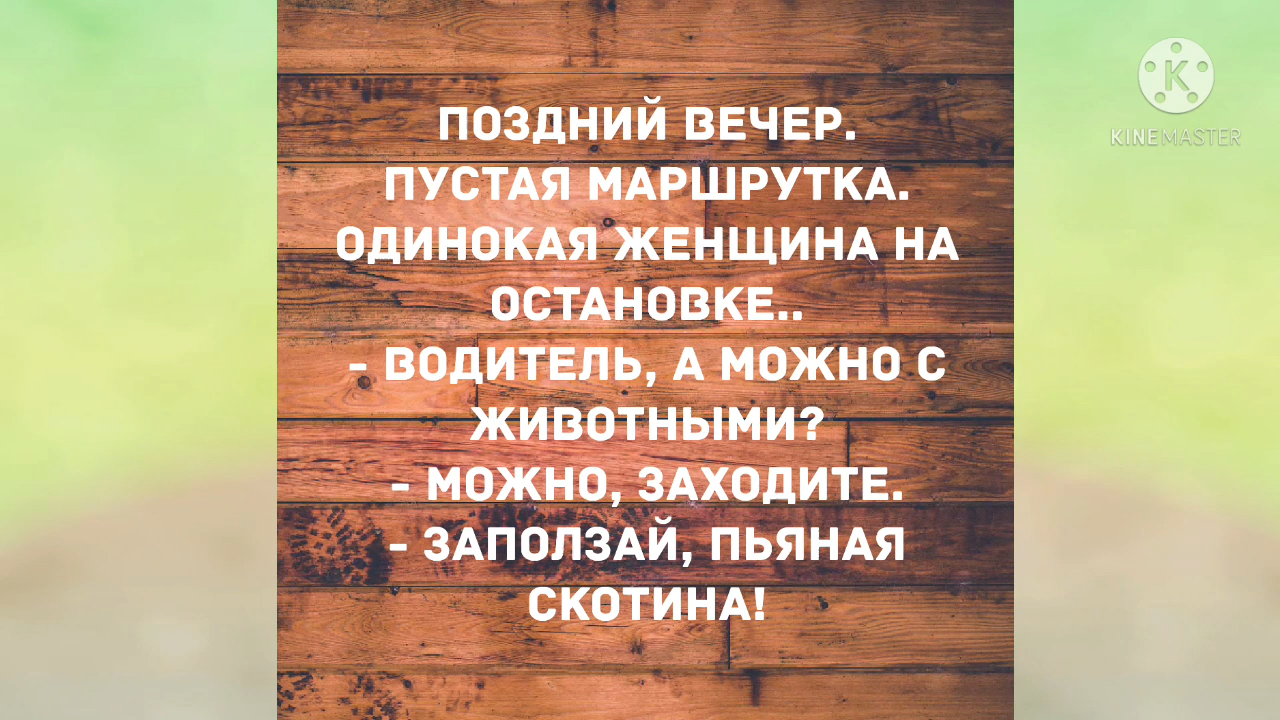 ПОЗДНИЙ ВЕЧЕР.
ПУСТАЯ МАРШРУТКА.
ОДИНОКАЯ ЖЕНЩИНА НА
ОСТАНОВКЕ..
- ВОДИТЕЛЬ, А МОЖНО С
ЖИВОТНЫМИ?
- МОЖНО, ЗАХОДИТЕ.
- ЗАПОЛЗАЙ, ПЬЯНАЯ
СКОТИНА!
K
KINEMASTER